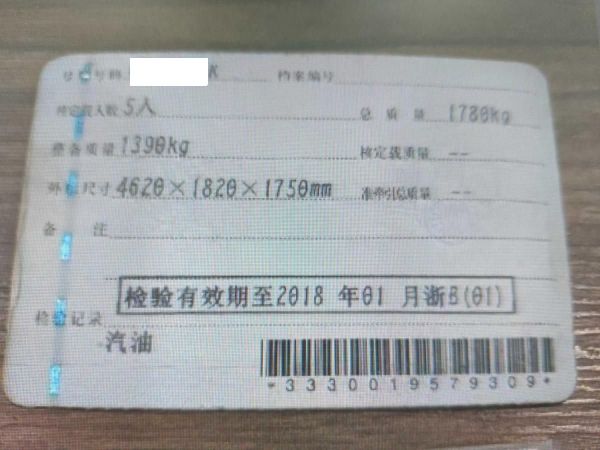 号牌号码 K 档案编号
核定载人数 5人 总质量 1780kg
整备质量 1390kg 核定载质量 --
外廓尺寸 4620×1820×1750mm 准牵引总质量 --
备 注
检验有效期至2018 年01 月浙B(01)
检验记录
汽油
*3330019579309*